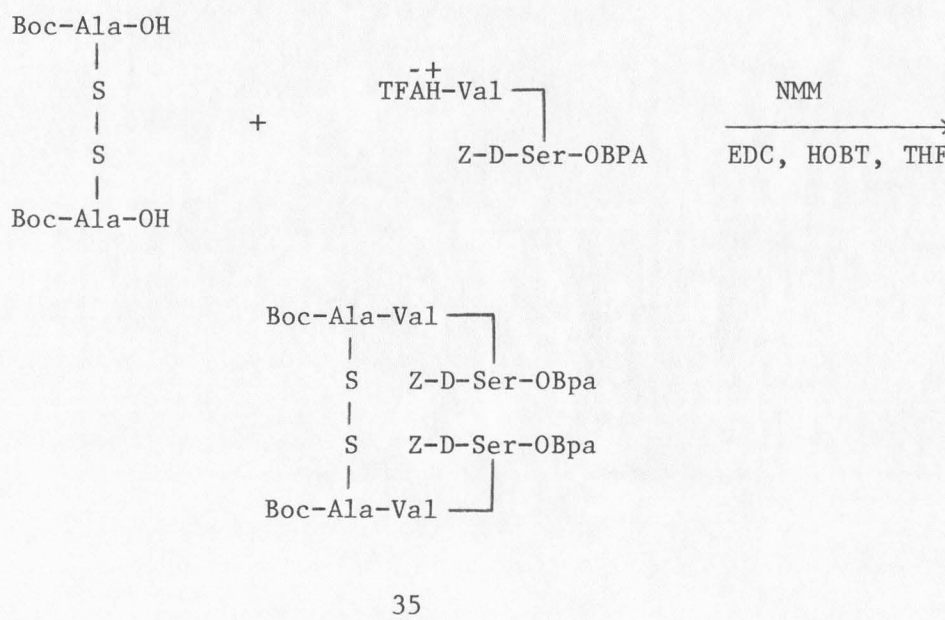 Boc-Ala-OH
|
S
|
S
|
Boc-Ala-OH
+
- +
TFAH-Val
Z-D-Ser-OBPA
NMM
EDC, HOBT, THF
Boc-Ala-Val
|
S Z-D-Ser-OBpa
|
S Z-D-Ser-OBpa
|
Boc-Ala-Val
35